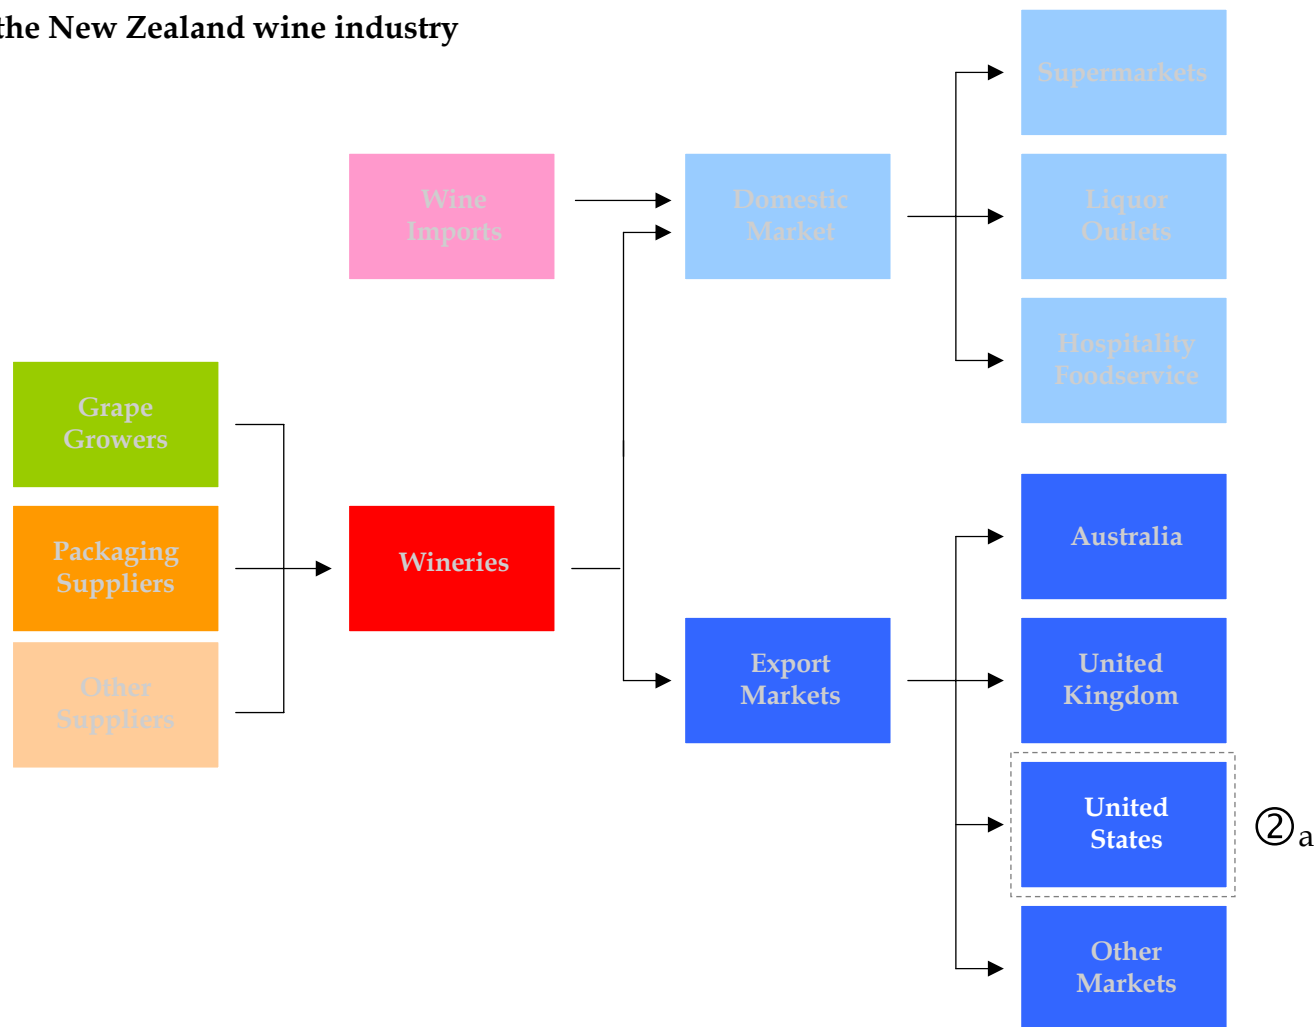 the New Zealand wine industry
Supermarkets
Wine
Imports
Domestic
Market
Liquor
Outlets
Hospitality
Foodservice
Grape
Growers
Packaging
Suppliers
Other
Suppliers
Wineries
Export
Markets
Australia
United
Kingdom
United
States
②a
Other
Markets